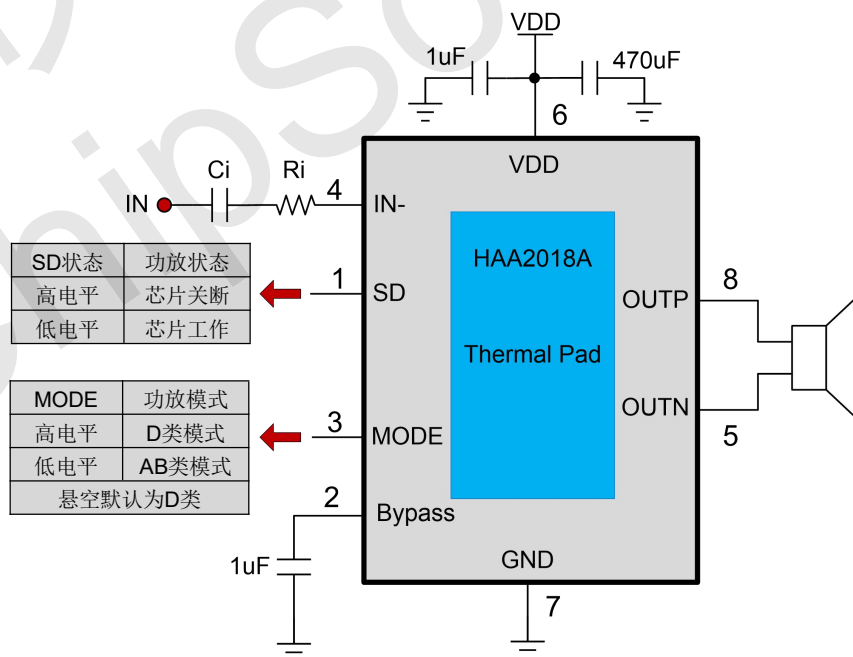 VDD
1uF
470uF
6
VDD
Ci
Ri
4
IN
IN-
HAA2018A
SD状态 功放状态
高电平 芯片关断
低电平 芯片工作
1
SD
8
OUTP
Thermal Pad
MODE 功放模式
高电平 D类模式
低电平 AB类模式
悬空默认为D类
3
MODE
OUTN
5
2
Bypass
1uF
GND
7